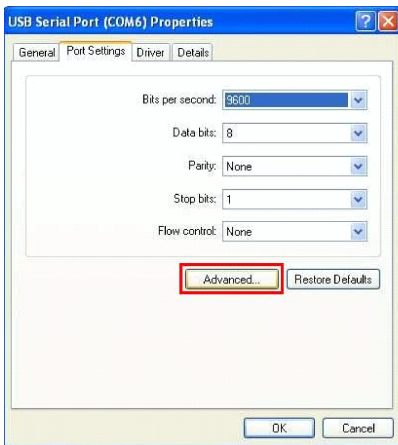 USB Serial Port (COM6) Properties
General Port Settings Driver Details
Bits per second: 9600
Data bits: 8
Parity: None
Stop bits: 1
Flow control: None
Advanced... Restore Defaults
OK Cancel